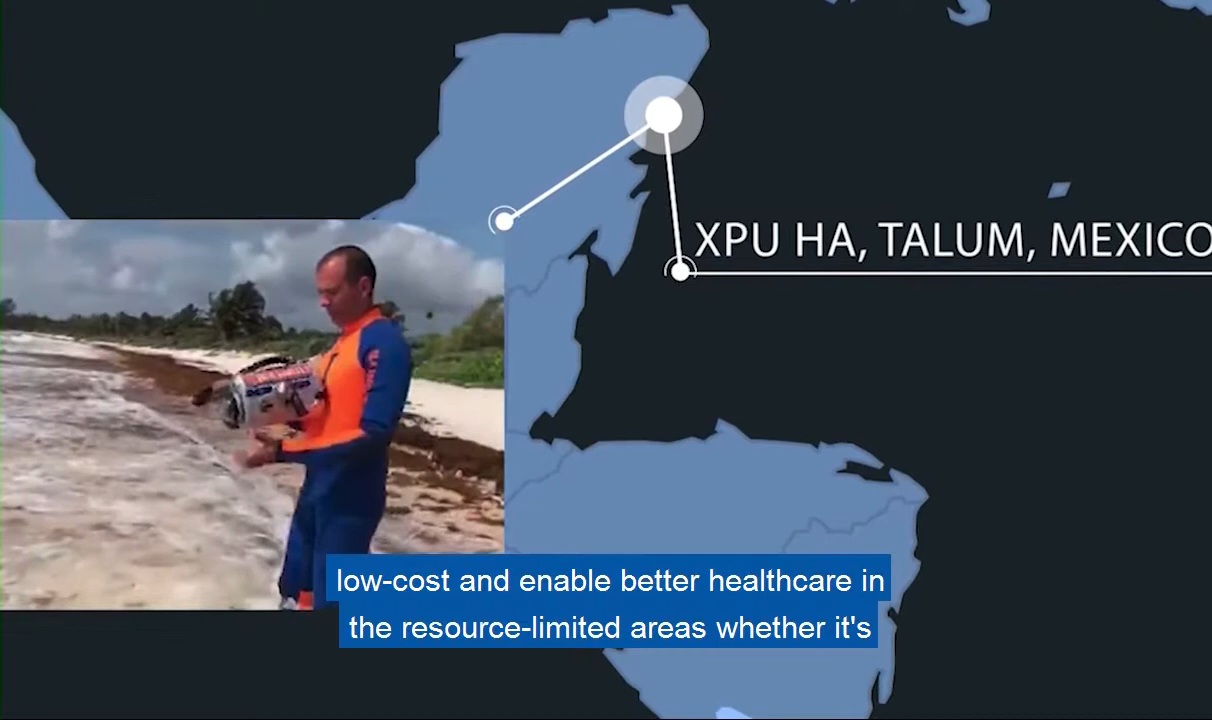 XPU HA, TALUM, MEXICO
low-cost and enable better healthcare in
the resource-limited areas whether it's